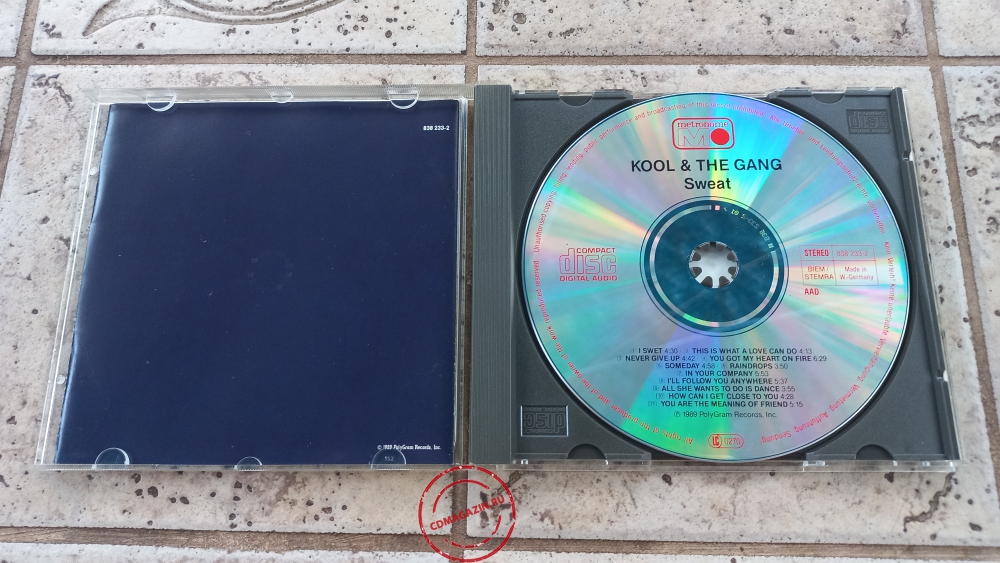 838 233-2
© 1989 PolyGram Records, Inc.
metronome
M
KOOL & THE GANG
Sweat
COMPACT
disc
DIGITAL AUDIO
STEREO 838 233-2
BIEM/STEMRA
Made in W.-Germany
AAD
I SWET 4:30 THIS IS WHAT A LOVE CAN DO 4:13
NEVER GIVE UP 4:42 YOU GOT MY HEART ON FIRE 6:29
SOMEDAY 4:58 RAINDROPS 3:50
IN YOUR COMPANY 5:53
I'LL FOLLOW YOU ANYWHERE 5:37
ALL SHE WANTS TO DO IS DANCE 3:55
HOW CAN I GET CLOSE TO YOU 4:28
YOU ARE THE MEANING OF FRIEND 5:15
℗ 1989 PolyGram Records, Inc.
LC 0270
disc
CDMAGAZIN.RU